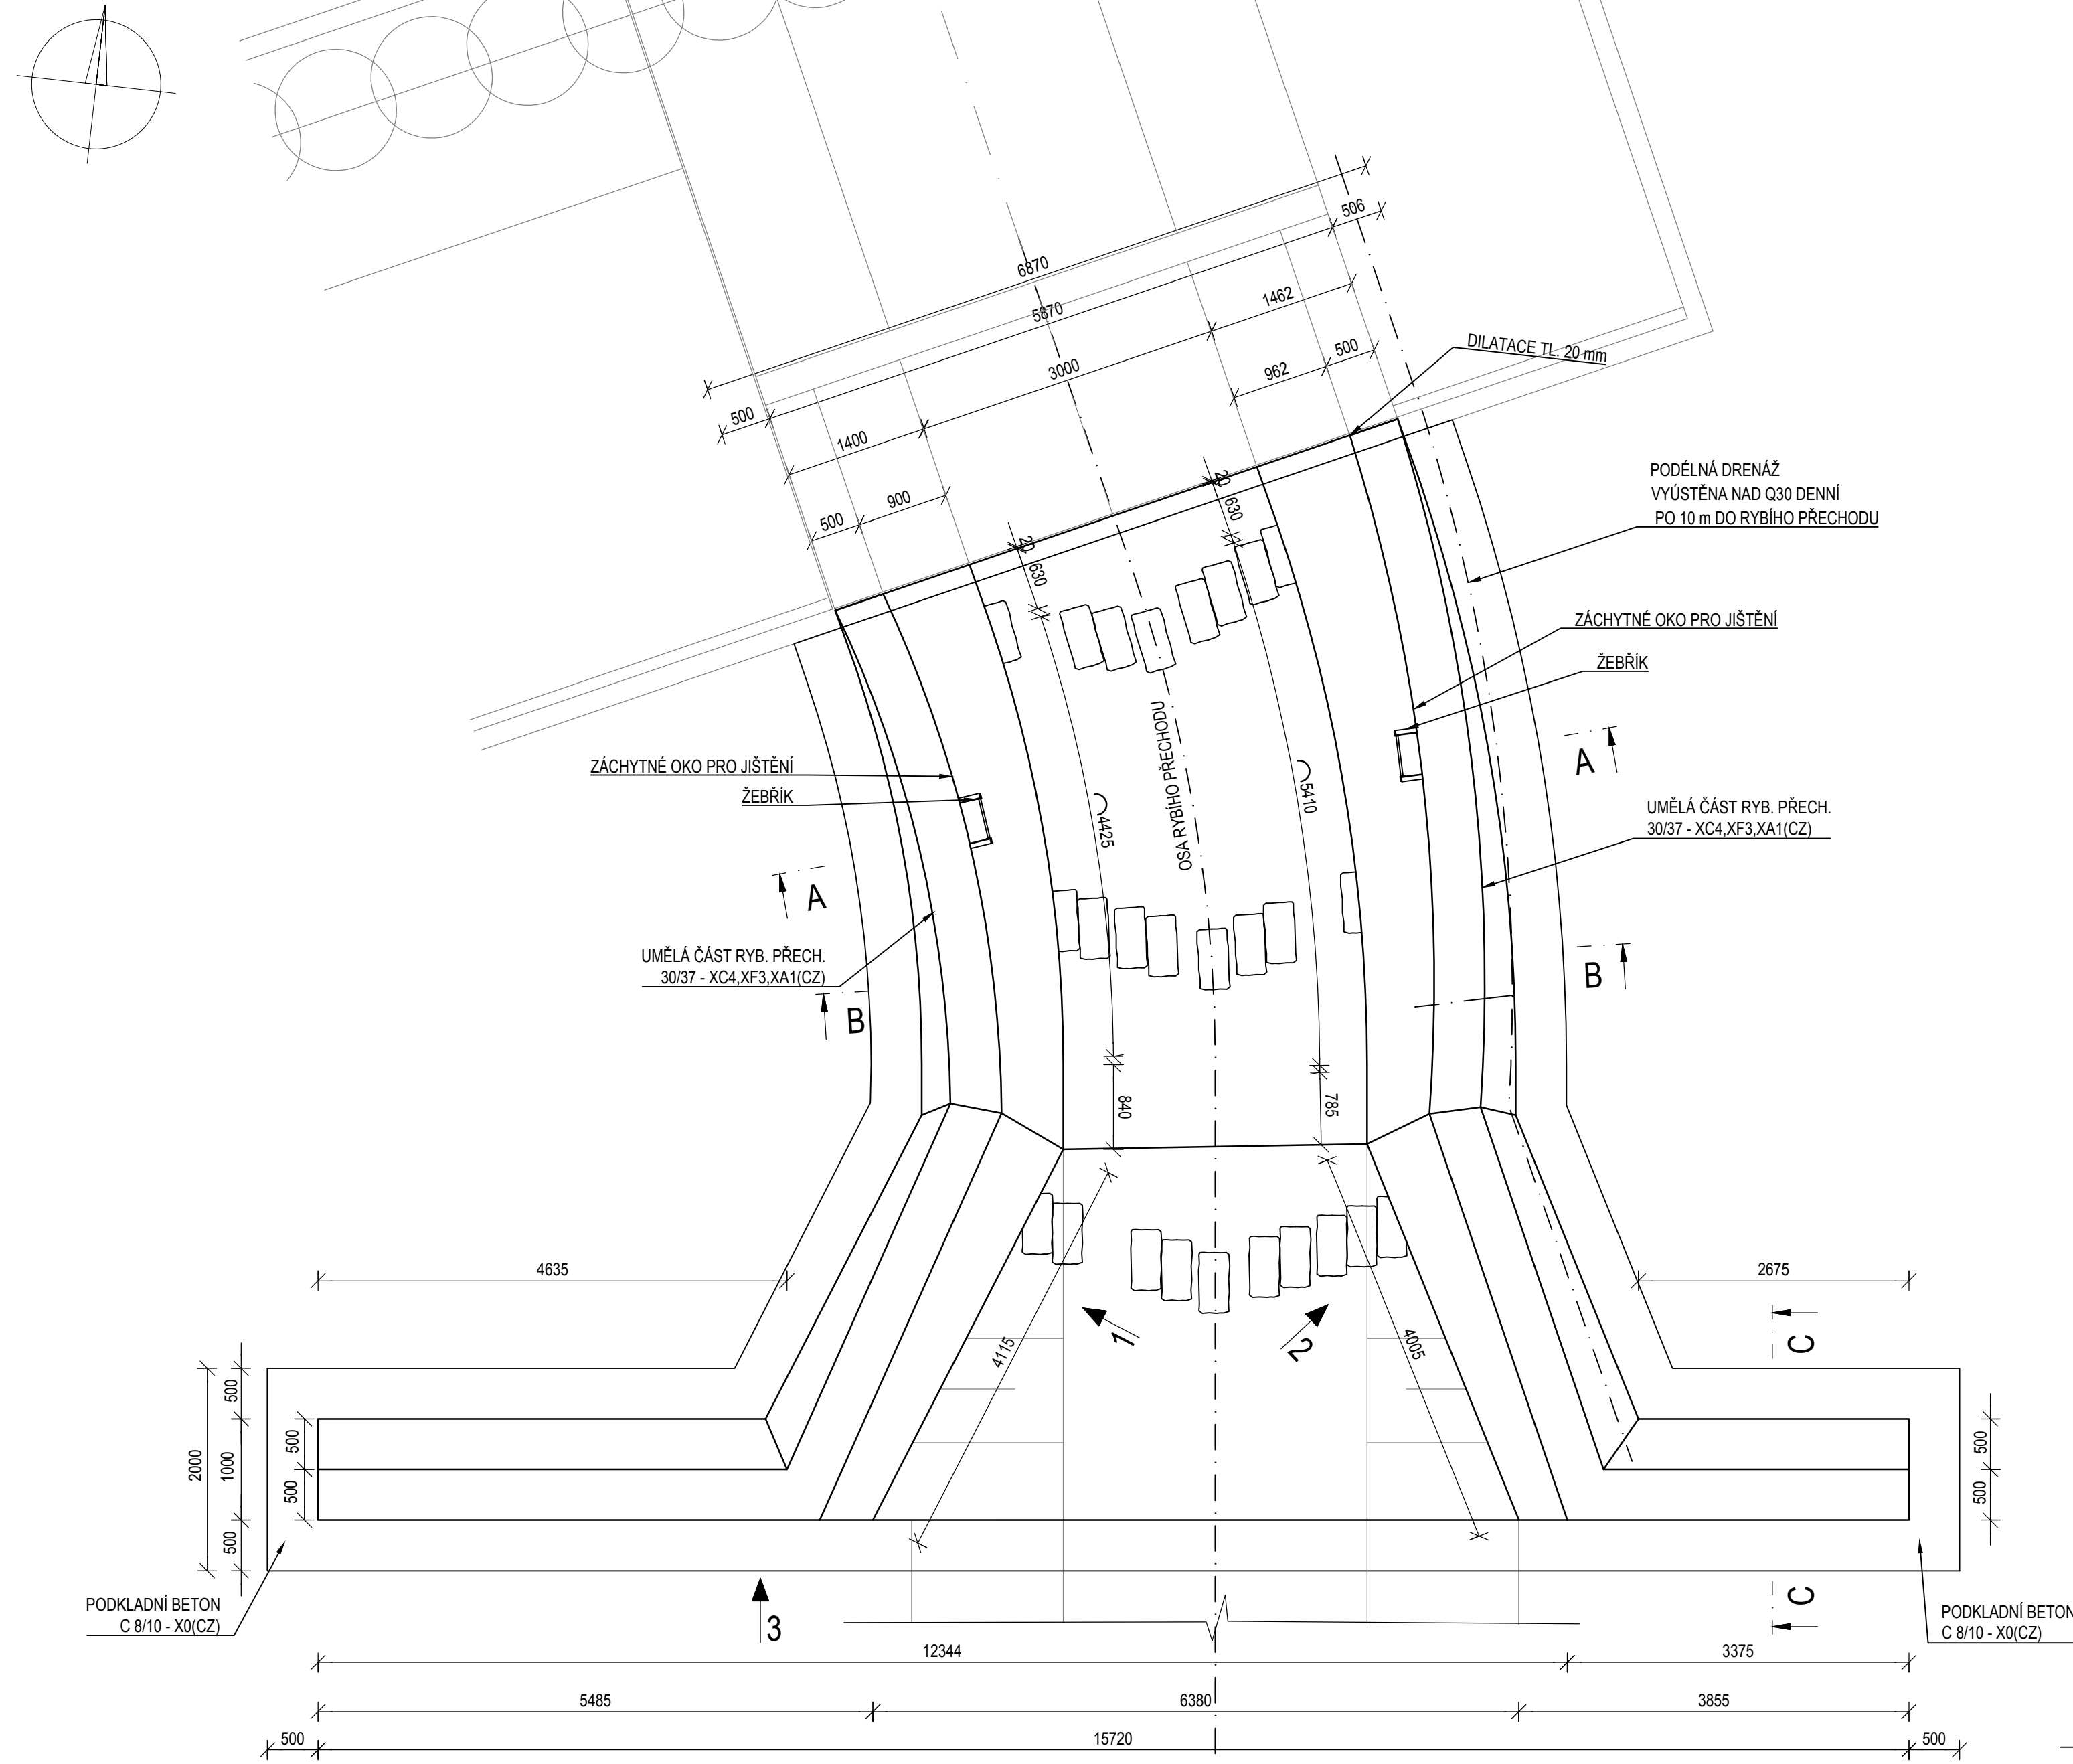 506
6870
5870
1462
3000
500
962
DILATACE TL. 20 mm
500
1400
900
500
20
630
20
630
PODÉLNÁ DRENÁŽ
VYÚSTĚNA NAD Q30 DENNÍ
PO 10 m DO RYBÍHO PŘECHODU
ZÁCHYTNÉ OKO PRO JIŠTĚNÍ
ŽEBŘÍK
OSA RYBÍHO PŘECHODU
ZÁCHYTNÉ OKO PRO JIŠTĚNÍ
ŽEBŘÍK
4425
5410
A
A
UMĚLÁ ČÁST RYB. PŘECH.
30/37 - XC4,XF3,XA1(CZ)
UMĚLÁ ČÁST RYB. PŘECH.
30/37 - XC4,XF3,XA1(CZ)
B
B
840
785
4635
2675
1
2
4115
4005
C
500
2000
1000
500
500
500
500
500
PODKLADNÍ BETON
C 8/10 - X0(CZ)
3
C
PODKLADNÍ BETON
C 8/10 - X0(CZ)
12344
3375
5485
6380
3855
500
15720
500